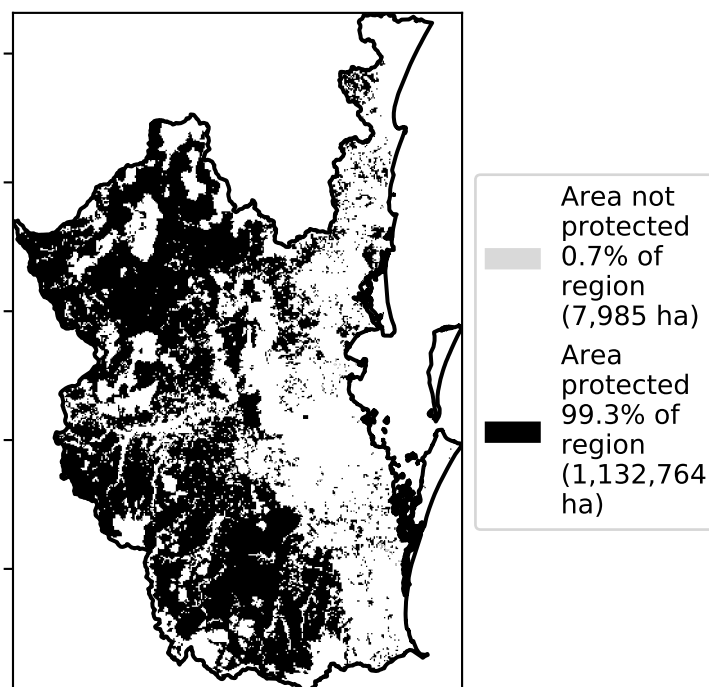 Area not
protected
0.7% of
region
(7,985 ha)
Area
protected
99.3% of
region
(1,132,764
ha)